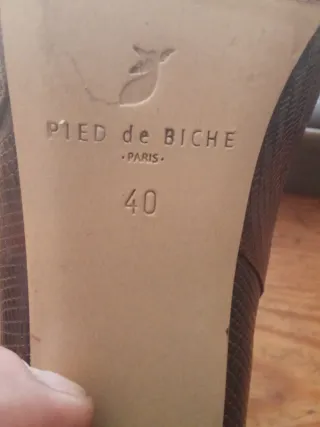 PIED de BICHE
·PARIS·
40